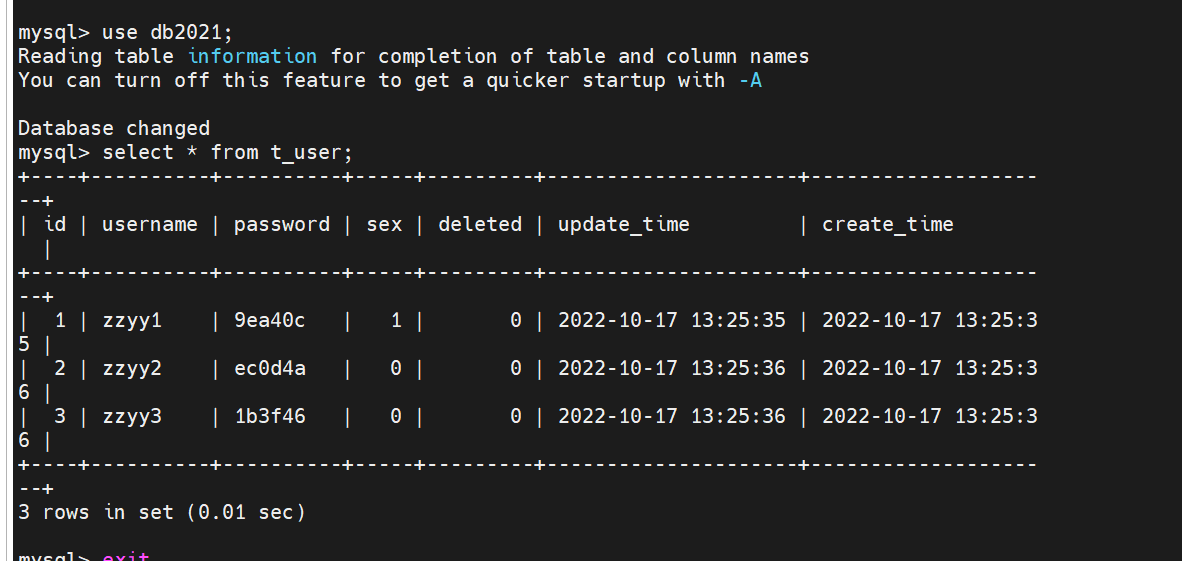 mysql> use db2021;
Reading table information for completion of table and column names
You can turn off this feature to get a quicker startup with -A
Database changed
mysql> select * from t_user;
+----+----------+----------+-----+---------+---------------------+-------------------
--+
| id | username | password | sex | deleted | update_time         | create_time
  |
+----+----------+----------+-----+---------+---------------------+-------------------
--+
|  1 | zzyy1    | 9ea40c   |   1 |       0 | 2022-10-17 13:25:35 | 2022-10-17 13:25:3
5 |
|  2 | zzyy2    | ec0d4a   |   0 |       0 | 2022-10-17 13:25:36 | 2022-10-17 13:25:3
6 |
|  3 | zzyy3    | 1b3f46   |   0 |       0 | 2022-10-17 13:25:36 | 2022-10-17 13:25:3
6 |
+----+----------+----------+-----+---------+---------------------+-------------------
--+
3 rows in set (0.01 sec)
mysql> exit